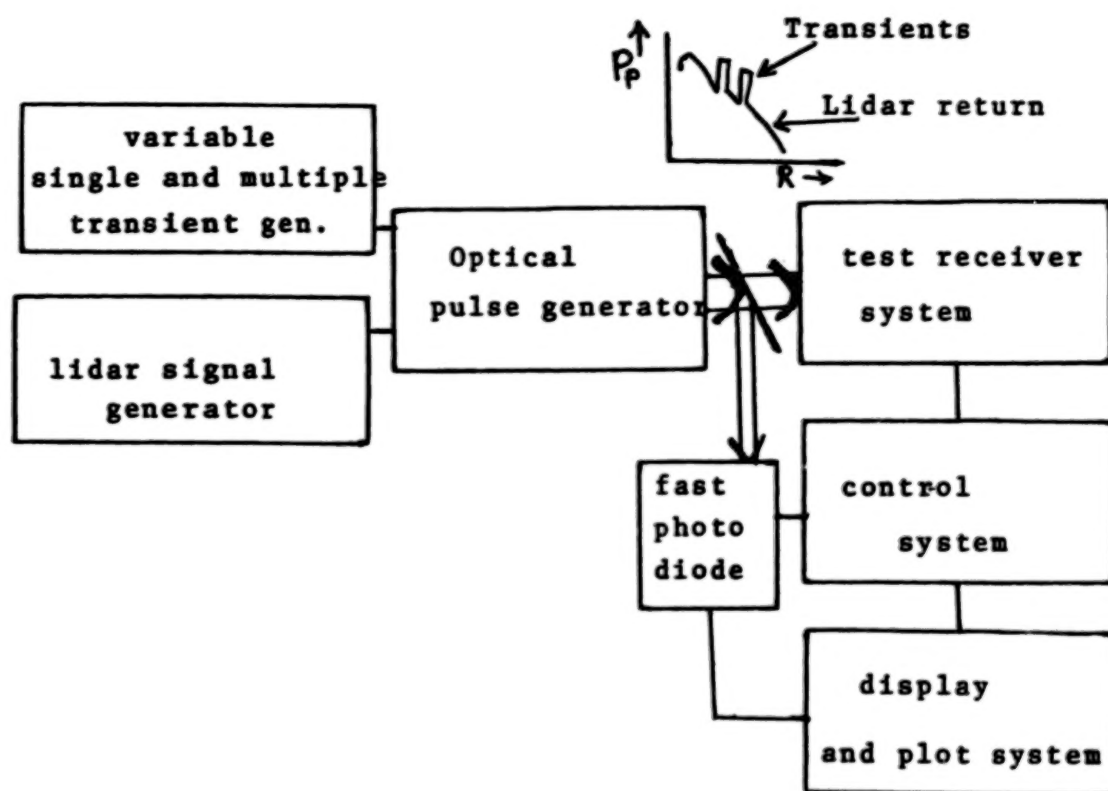 Transients
Pp
Lidar return
R
variable
single and multiple
transient gen.
Optical
pulse generator
test receiver
system
lidar signal
generator
fast
photo
diode
control
system
display
and plot system